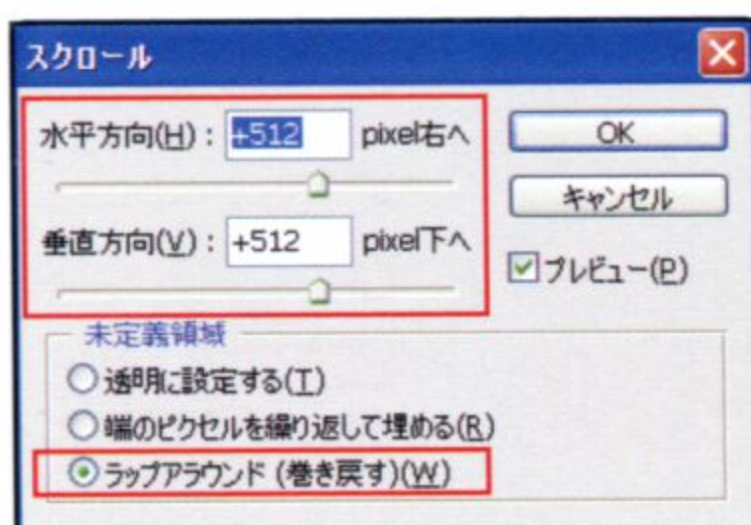 スクロール
水平方向(H)： +512 pixel右へ
OK
キャンセル
垂直方向(V)： +512 pixel下へ
プレビュー(P)
未定義領域
透明に設定する(T)
端のピクセルを繰り返して埋める(R)
ラップアラウンド (巻き戻す)(W)